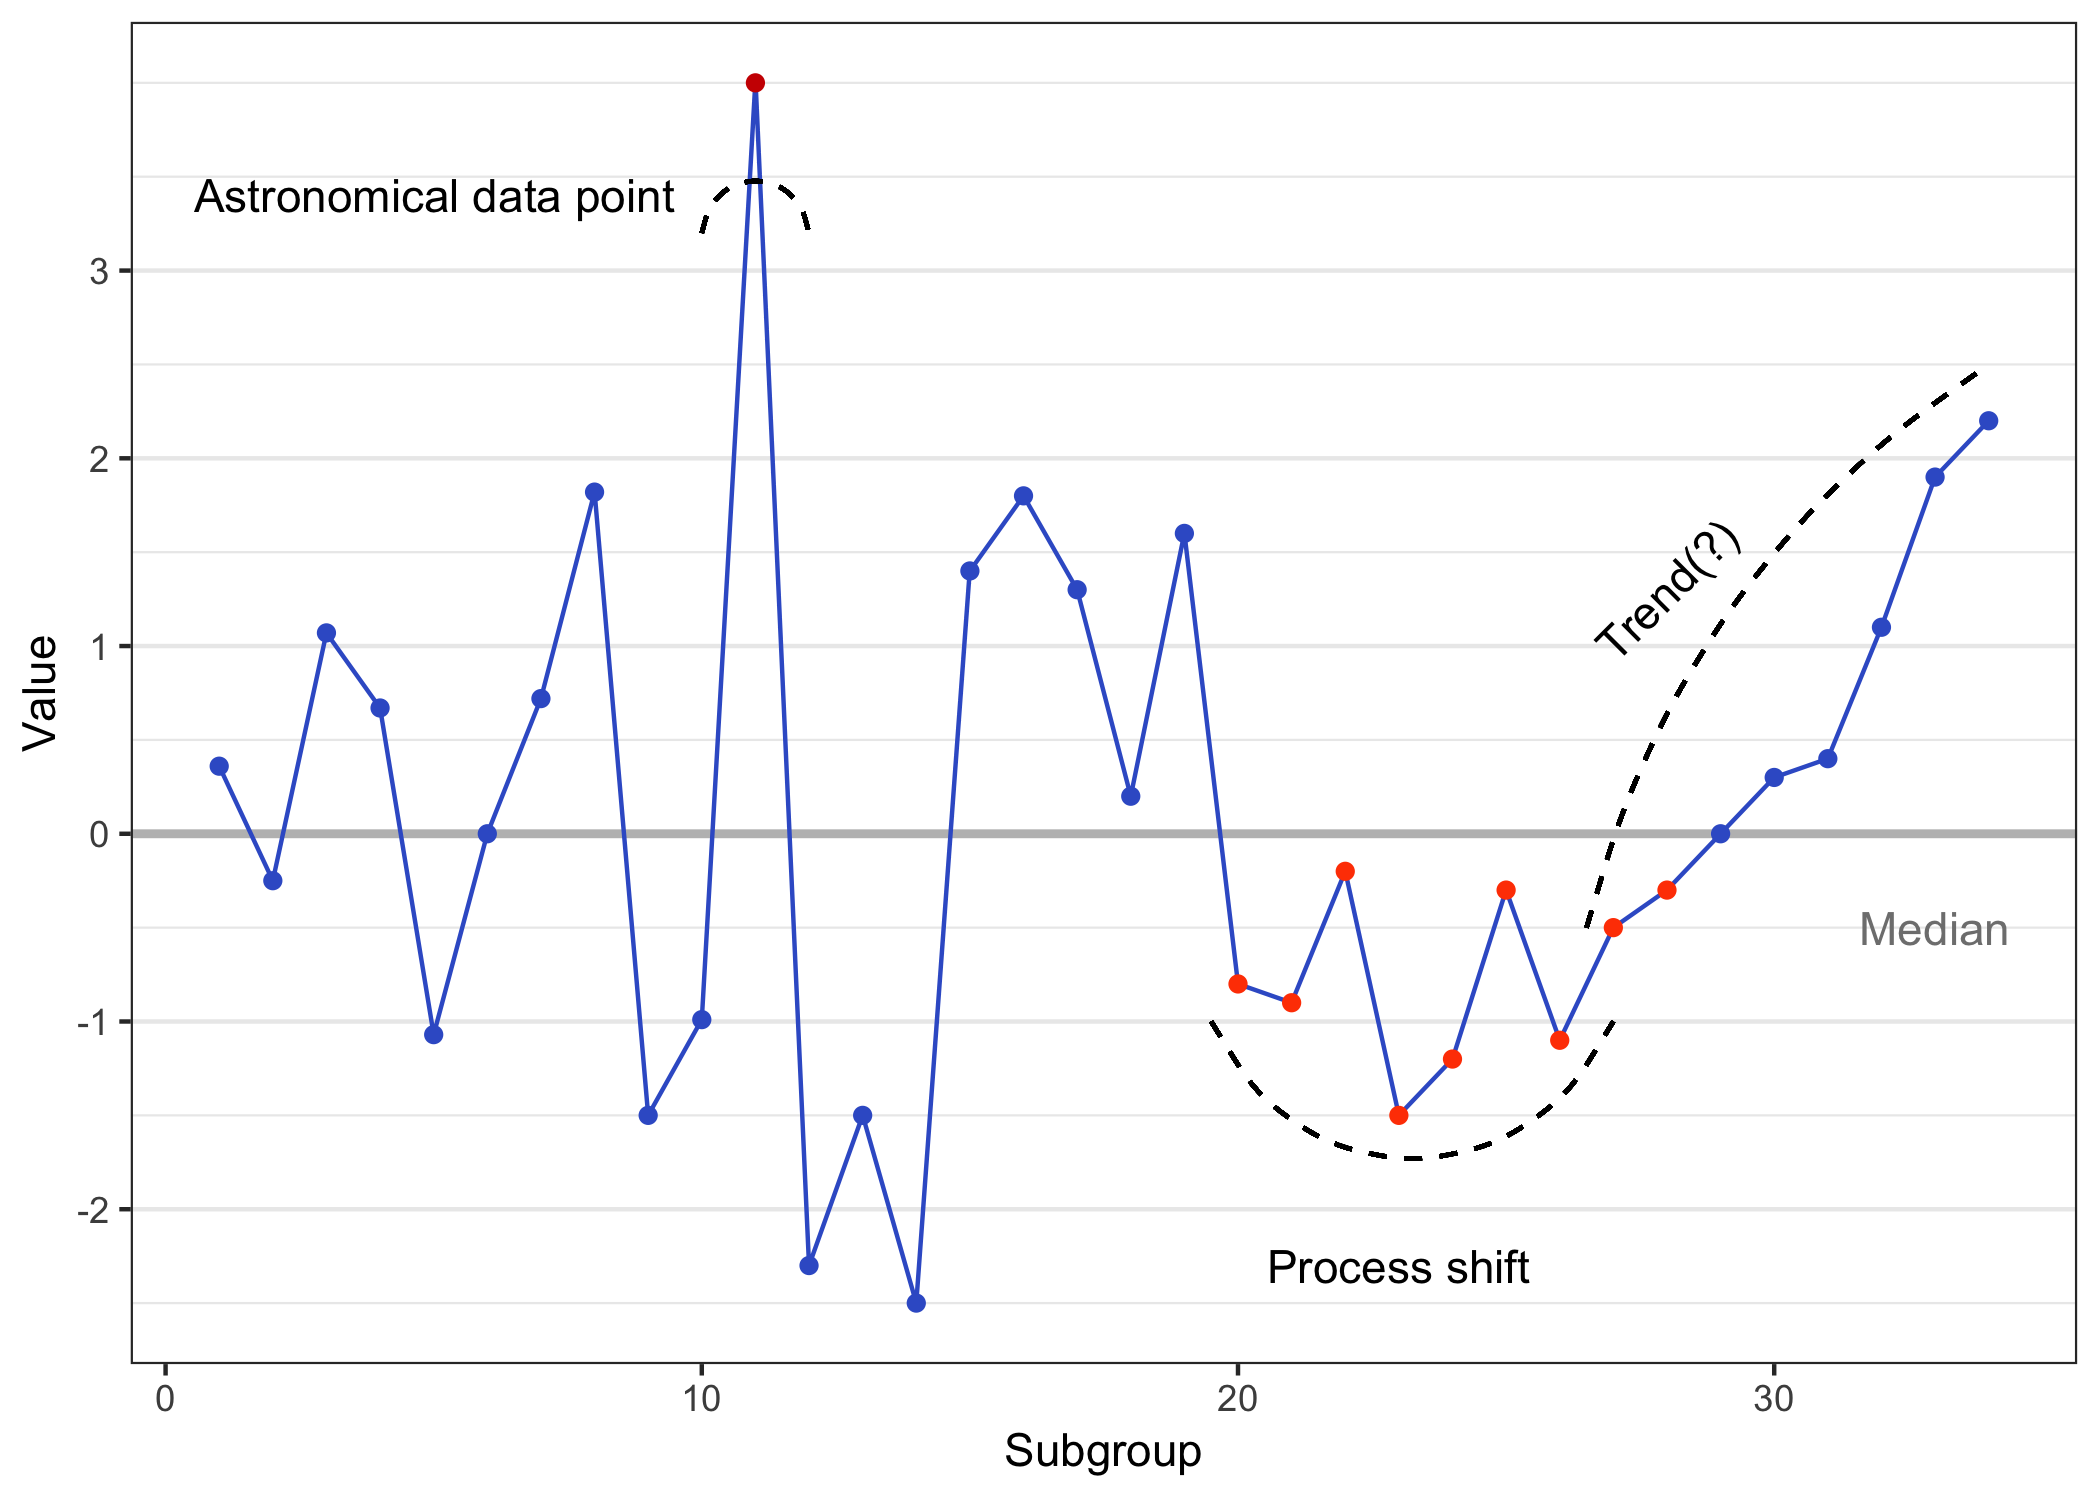 Astronomical data point
3
2
1
0
-1
-2
Value
Trend(?)
Median
Process shift
0 10 20 30
Subgroup